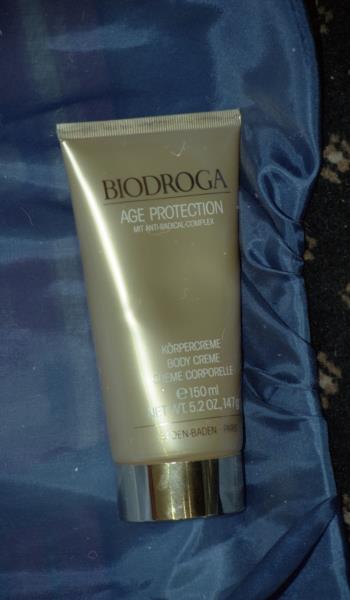 BIODROGA
AGE PROTECTION
MIT ANTI-RADICAL-COMPLEX
KÖRPERCREME
BODY CREME
CRÈME CORPORELLE
℮ 150 ml
NET WT. 5.2 OZ., 147g
BADEN-BADEN · PARIS